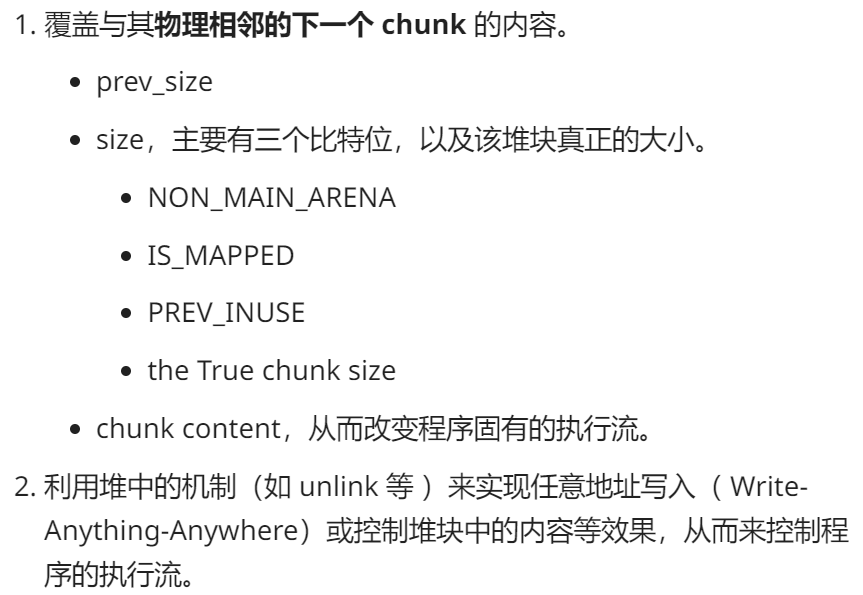 1. 覆盖与其物理相邻的下一个 chunk 的内容。
• prev_size
• size，主要有三个比特位，以及该堆块真正的大小。
• NON_MAIN_ARENA
• IS_MAPPED
• PREV_INUSE
• the True chunk size
• chunk content，从而改变程序固有的执行流。
2. 利用堆中的机制（如 unlink 等 ）来实现任意地址写入（ Write-
Anything-Anywhere）或控制堆块中的内容等效果，从而来控制程
序的执行流。